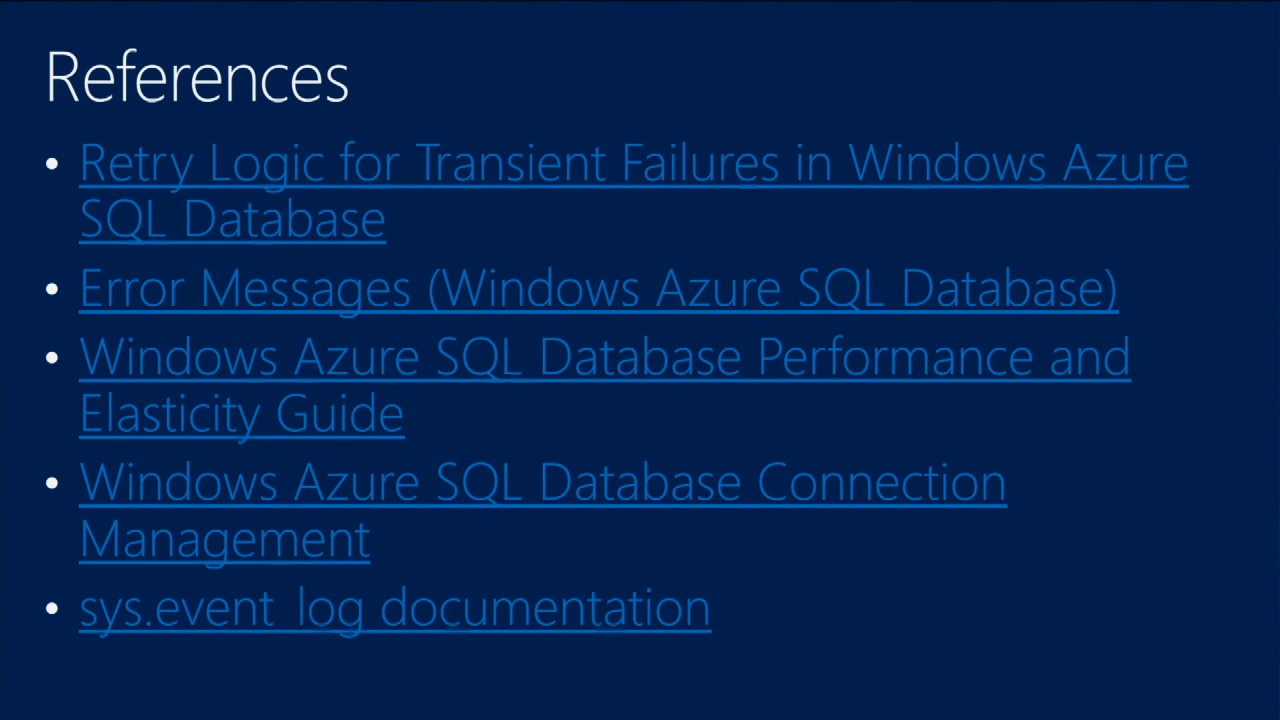 References
• Retry Logic for Transient Failures in Windows Azure
SQL Database
• Error Messages (Windows Azure SQL Database)
• Windows Azure SQL Database Performance and
Elasticity Guide
• Windows Azure SQL Database Connection
Management
• sys.event_log documentation